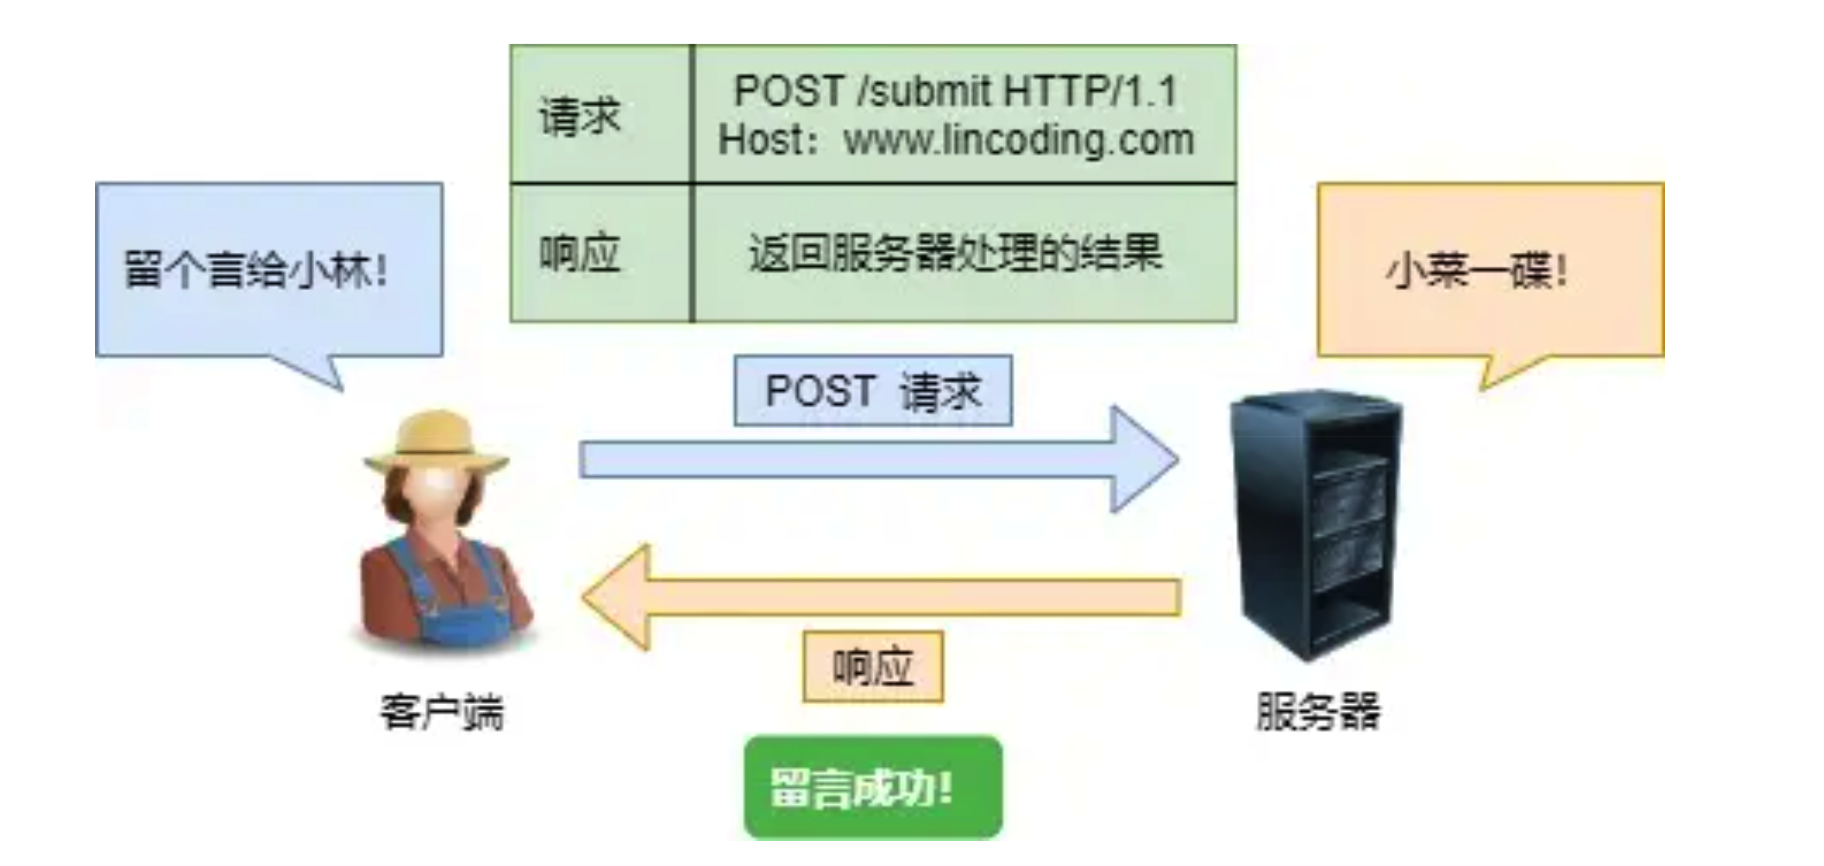 请求
POST /submit HTTP/1.1
Host：www.lincoding.com
响应
返回服务器处理的结果
留个言给小林！
小菜一碟！
POST 请求
响应
客户端
服务器
留言成功！